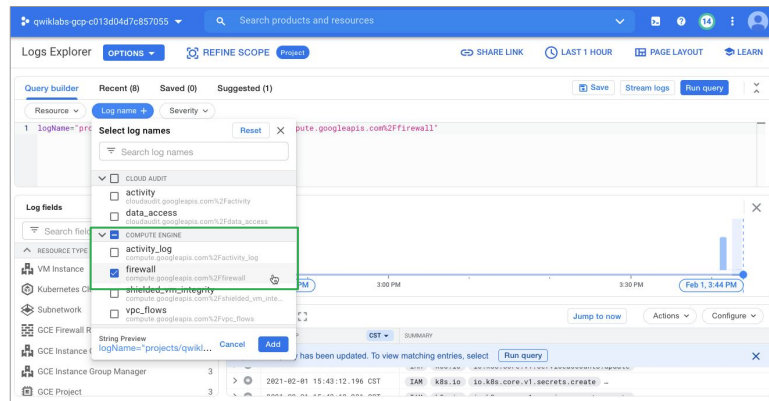 qwiklabs-gcp-c013d04d7c857055
Search products and resources
14
Logs Explorer
OPTIONS
REFINE SCOPE
Project
SHARE LINK
LAST 1 HOUR
PAGE LAYOUT
LEARN
Query builder
Recent (8)
Saved (0)
Suggested (1)
Save
Stream logs
Run query
Resource
Log name +
Severity
1 logName="pro
pute.googleapis.com%2Ffirewall"
Select log names
Reset
Search log names
CLOUD AUDIT
activity
cloudaudit.googleapis.com%2Factivity
data_access
cloudaudit.googleapis.com%2Fdata_access
COMPUTE ENGINE
activity_log
compute.googleapis.com%2Factivity_log
firewall
compute.googleapis.com%2Ffirewall
shielded_vm_integrity
compute.googleapis.com%2Fshielded_vm_inte...
vpc_flows
compute.googleapis.com%2Fvpc_flows
String Preview
logName="projects/qwikl...
Cancel
Add
Log fields
Search fiel
RESOURCE TYPE
VM Instance
Kubernetes Cl
Subnetwork
GCE Firewall R
GCE Instance
GCE Instance Group Manager 3
GCE Project 3
PM
3:00 PM
3:30 PM
Feb 1, 3:44 PM
Jump to now
Actions
Configure
CST
SUMMARY
has been updated. To view matching entries, select
Run query
2021-02-01 15:43:12.196 CST IAM k8s.io io.k8s.core.v1.secrets.create …